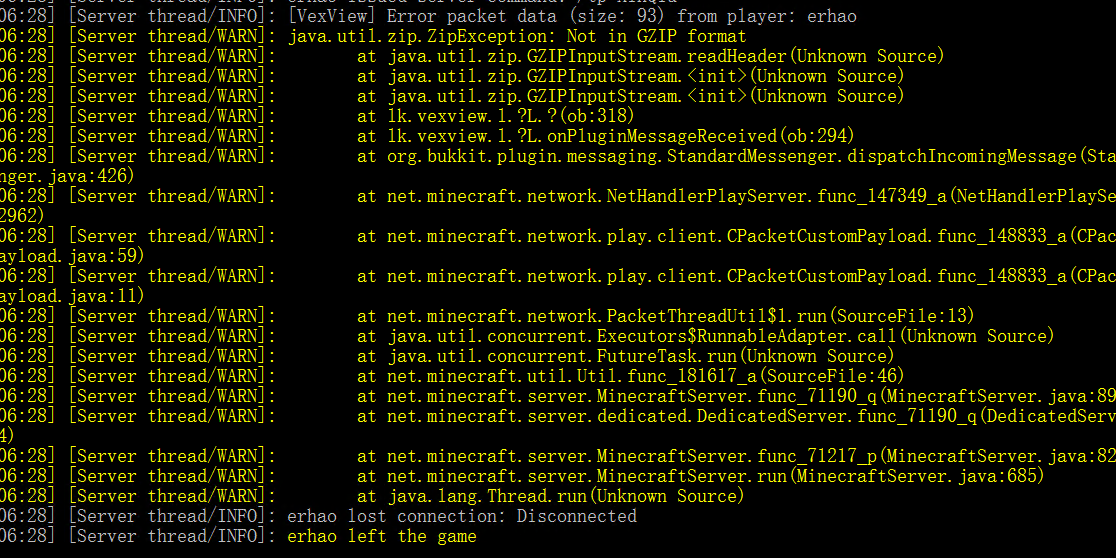 06:28] [Server thread/INFO]: erhao issued server command: /tp
06:28] [Server thread/INFO]: [VexView] Error packet data (size: 93) from player: erhao
06:28] [Server thread/WARN]: java.util.zip.ZipException: Not in GZIP format
06:28] [Server thread/WARN]: at java.util.zip.GZIPInputStream.readHeader(Unknown Source)
06:28] [Server thread/WARN]: at java.util.zip.GZIPInputStream.<init>(Unknown Source)
06:28] [Server thread/WARN]: at java.util.zip.GZIPInputStream.<init>(Unknown Source)
06:28] [Server thread/WARN]: at lk.vexview.l.?L.?(ob:318)
06:28] [Server thread/WARN]: at lk.vexview.l.?L.onPluginMessageReceived(ob:294)
06:28] [Server thread/WARN]: at org.bukkit.plugin.messaging.StandardMessenger.dispatchIncomingMessage(Sta
nger.java:426)
06:28] [Server thread/WARN]: at net.minecraft.network.NetHandlerPlayServer.func_147349_a(NetHandlerPlaySe
2962)
06:28] [Server thread/WARN]: at net.minecraft.network.play.client.CPacketCustomPayload.func_148833_a(CPac
ayload.java:59)
06:28] [Server thread/WARN]: at net.minecraft.network.play.client.CPacketCustomPayload.func_148833_a(CPac
ayload.java:11)
06:28] [Server thread/WARN]: at net.minecraft.network.PacketThreadUtil$1.run(SourceFile:13)
06:28] [Server thread/WARN]: at java.util.concurrent.Executors$RunnableAdapter.call(Unknown Source)
06:28] [Server thread/WARN]: at java.util.concurrent.FutureTask.run(Unknown Source)
06:28] [Server thread/WARN]: at net.minecraft.util.Util.func_181617_a(SourceFile:46)
06:28] [Server thread/WARN]: at net.minecraft.server.MinecraftServer.func_71190_q(MinecraftServer.java:89
06:28] [Server thread/WARN]: at net.minecraft.server.dedicated.DedicatedServer.func_71190_q(DedicatedServ
4)
06:28] [Server thread/WARN]: at net.minecraft.server.MinecraftServer.func_71217_p(MinecraftServer.java:82
06:28] [Server thread/WARN]: at net.minecraft.server.MinecraftServer.run(MinecraftServer.java:685)
06:28] [Server thread/WARN]: at java.lang.Thread.run(Unknown Source)
06:28] [Server thread/INFO]: erhao lost connection: Disconnected
06:28] [Server thread/INFO]: erhao left the game